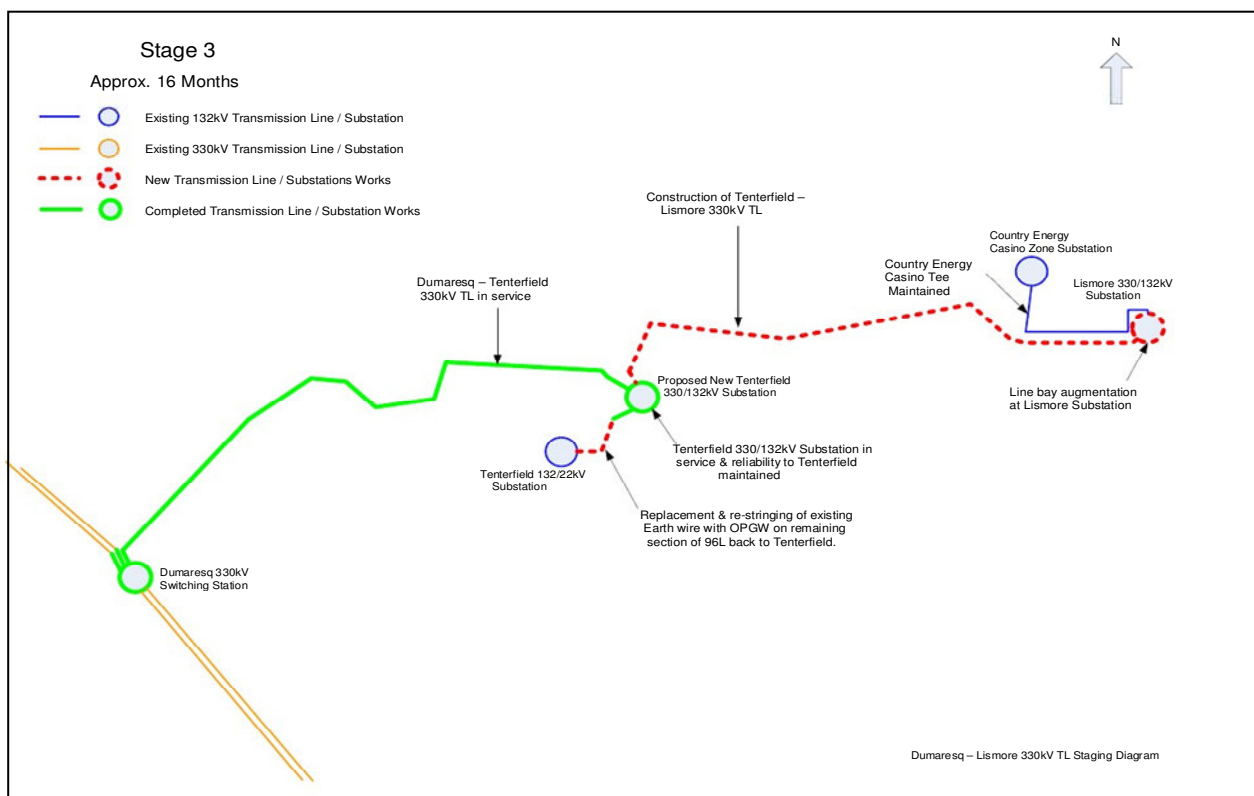 Stage 3
Approx. 16 Months
Existing 132kV Transmission Line / Substation
Existing 330kV Transmission Line / Substation
New Transmission Line / Substations Works
Completed Transmission Line / Substation Works
N
Construction of Tenterfield –
Lismore 330kV TL
Country Energy
Casino Zone Substation
Country Energy
Casino Tee
Maintained
Lismore 330/132kV
Substation
Dumaresq – Tenterfield
330kV TL in service
Proposed New Tenterfield
330/132kV Substation
Line bay augmentation
at Lismore Substation
Tenterfield 132/22kV
Substation
Tenterfield 330/132kV Substation in
service & reliability to Tenterfield
maintained
Replacement & re-stringing of existing
Earth wire with OPGW on remaining
section of 96L back to Tenterfield.
Dumaresq 330kV
Switching Station
Dumaresq – Lismore 330kV TL Staging Diagram